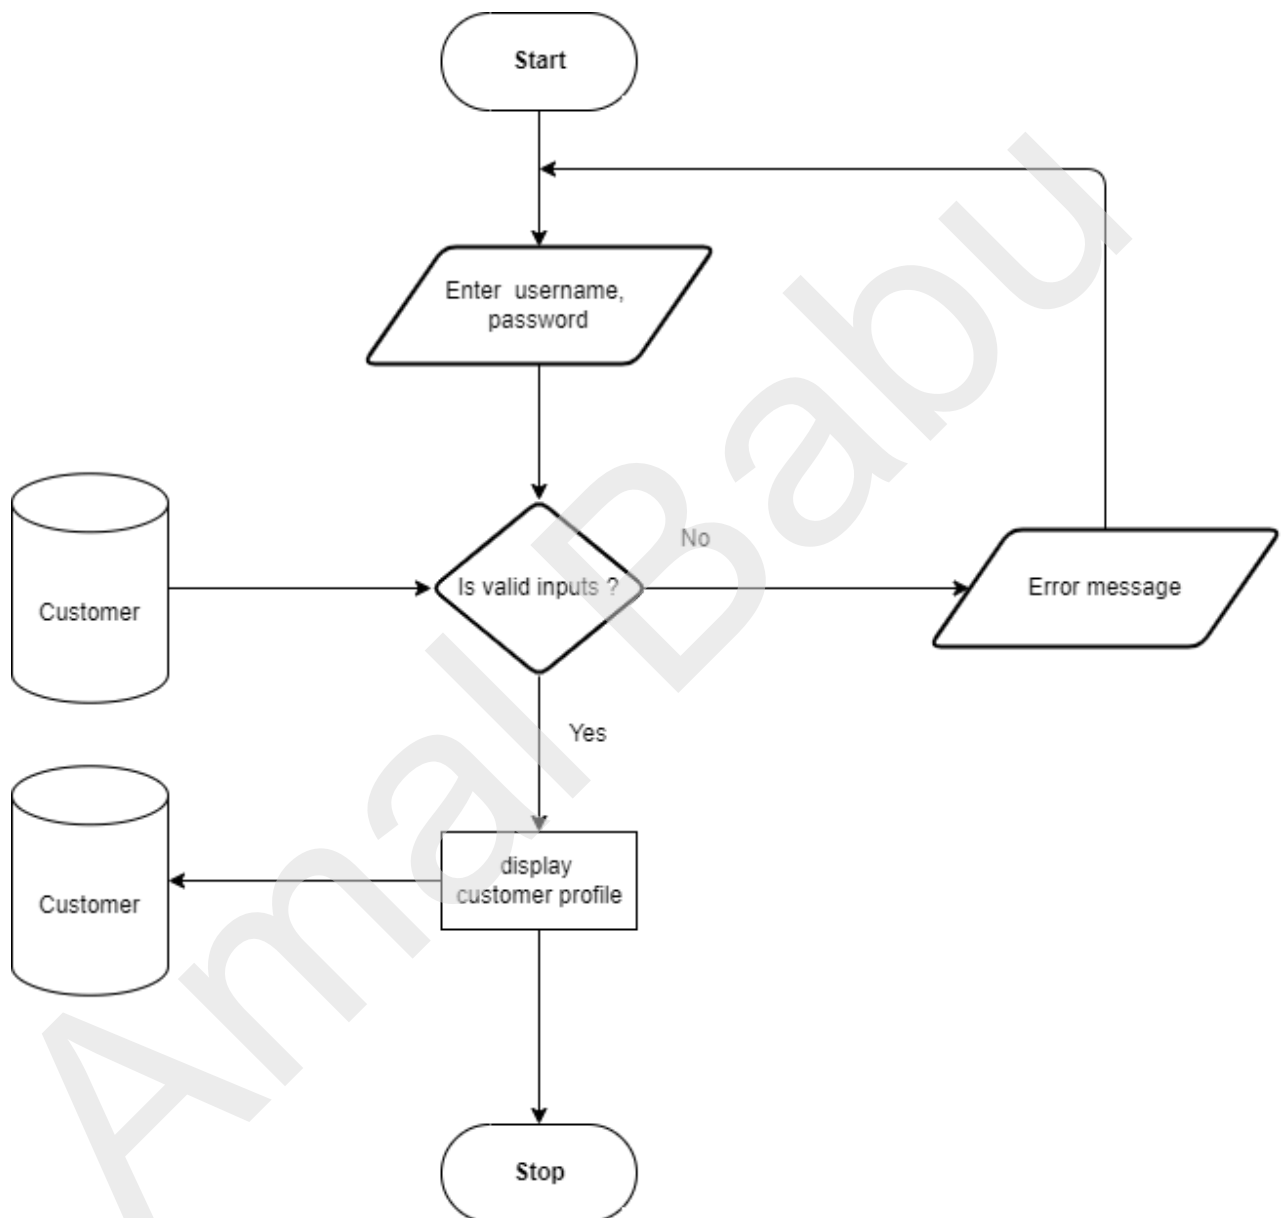 Start
Enter username,
password
No
Is valid inputs ?
Error message
Customer
Yes
display
customer profile
Customer
Stop
Amal Babu